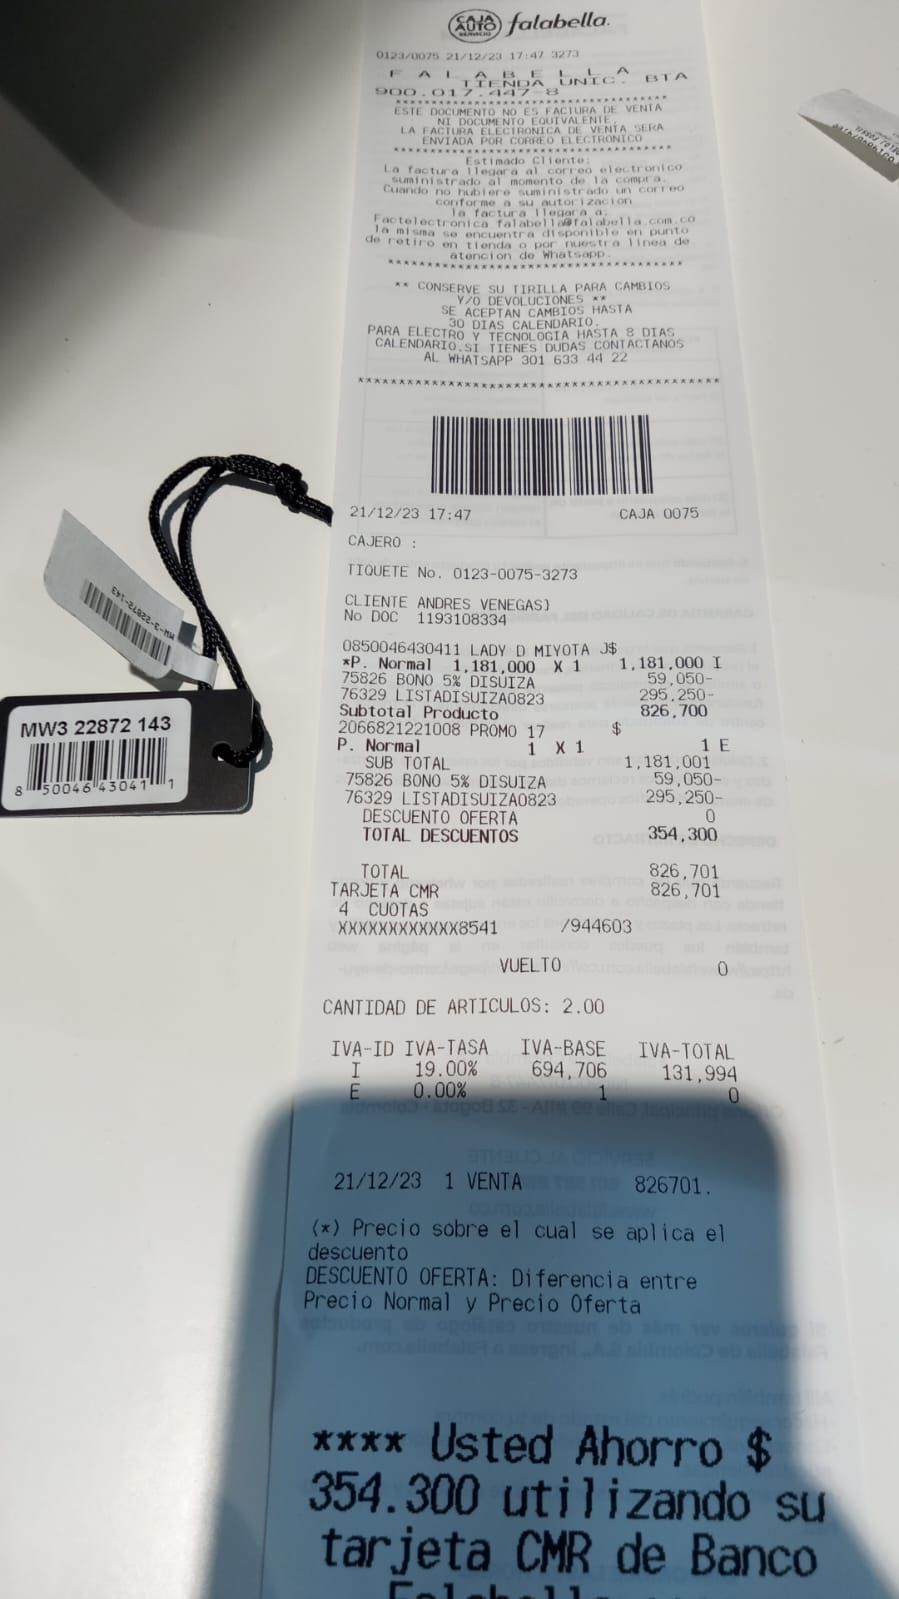 CAJA AUTO SERVICIO falabella.
0123/0075 21/12/23 17:47 3273
F A L A B E L L A
TIENDA UNIC. BTA
900.017.447-8
********************************
ESTE DOCUMENTO NO ES FACTURA DE VENTA
NI DOCUMENTO EQUIVALENTE,
LA FACTURA ELECTRONICA DE VENTA SERA
ENVIADA POR CORREO ELECTRONICO
********************************
Estimado Cliente:
La factura llegara al correo electronico
suministrado al momento de la compra.
Cuando no hubiere suministrado un correo
conforme a su autorizacion
la factura llegara a:
Factelectronica falabella@falabella.com.co
la misma se encuentra disponible en punto
de retiro en tienda o por nuestra linea de
atencion de Whatsapp.
********************************
** CONSERVE SU TIRILLA PARA CAMBIOS
Y/O DEVOLUCIONES **
SE ACEPTAN CAMBIOS HASTA
30 DIAS CALENDARIO.
PARA ELECTRO Y TECNOLOGIA HASTA 8 DIAS
CALENDARIO.SI TIENES DUDAS CONTACTANOS
AL WHATSAPP 301 633 44 22
****************************************
21/12/23 17:47 CAJA 0075
CAJERO :
TIQUETE No. 0123-0075-3273
CLIENTE ANDRES VENEGAS)
No DOC 1193108334
0850046430411 LADY D MIYOTA J$
*P. Normal 1,181,000 X 1 1,181,000 I
75826 BONO 5% DISUIZA 59,050-
76329 LISTADISUIZA0823 295,250-
Subtotal Producto 826,700
2066821221008 PROMO 17 $
P. Normal 1 X 1 1 E
SUB TOTAL 1,181,001
75826 BONO 5% DISUIZA 59,050-
76329 LISTADISUIZA0823 295,250-
DESCUENTO OFERTA 0
TOTAL DESCUENTOS 354,300
TOTAL 826,701
TARJETA CMR 826,701
4 CUOTAS
XXXXXXXXXXXX8541 /944603
VUELTO 0
CANTIDAD DE ARTICULOS: 2.00
IVA-ID IVA-TASA IVA-BASE IVA-TOTAL
I 19.00% 694,706 131,994
E 0.00% 1 0
21/12/23 1 VENTA 826701.
(*) Precio sobre el cual se aplica el
descuento
DESCUENTO OFERTA: Diferencia entre
Precio Normal y Precio Oferta
**** Usted Ahorro $
354.300 utilizando su
tarjeta CMR de Banco
Falabella
MW-3-22872-143
MW3 22872 143
8 50046 43041 1